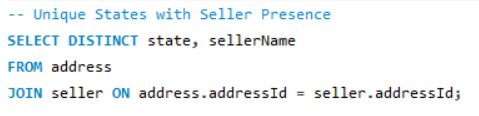 -- Unique States with Seller Presence
SELECT DISTINCT state, sellerName
FROM address
JOIN seller ON address.addressId = seller.addressId;